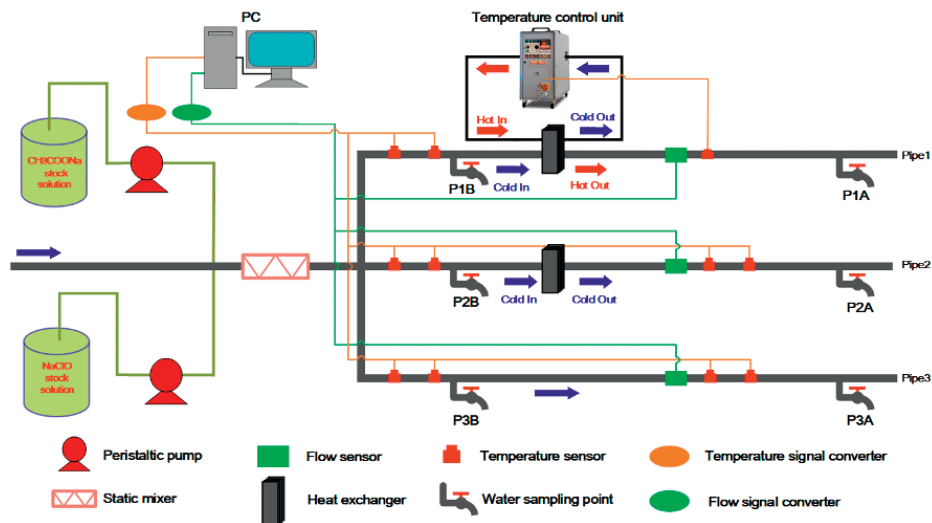 PC
Temperature control unit
Hot In
Cold Out
CH3COONa
stock
solution
Pipe1
P1B
Cold In
Hot Out
P1A
Pipe2
P2B
Cold In
Cold Out
P2A
NaClO
stock
solution
Pipe3
P3B
P3A
Peristaltic pump
Flow sensor
Temperature sensor
Temperature signal converter
Static mixer
Heat exchanger
Water sampling point
Flow signal converter